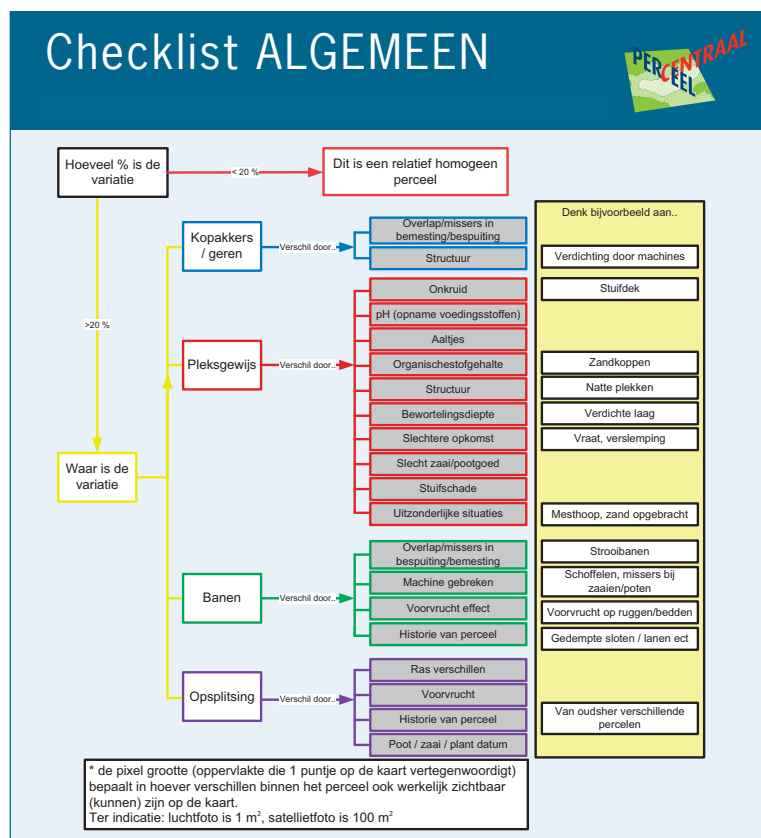 Checklist ALGEMEEN
PERCEEL
CENTRAAL
Hoeveel % is de
variatie
< 20 %
Dit is een relatief homogeen
perceel
>20 %
Waar is de
variatie
Denk bijvoorbeeld aan..
Kopakkers
/ geren
Verschil door..
Overlap/missers in
bemesting/bespuiting
Structuur
Verdichting door machines
Pleksgewijs
Verschil door..
Onkruid
Stuifdek
pH (opname voedingsstoffen)
Aaltjes
Organischestofgehalte
Zandkoppen
Structuur
Natte plekken
Bewortelingsdiepte
Verdichte laag
Slechtere opkomst
Vraat, verslemping
Slecht zaai/pootgoed
Stuifschade
Uitzonderlijke situaties
Mesthoop, zand opgebracht
Banen
Verschil door..
Overlap/missers in
bespuiting/bemesting
Strooibanen
Machine gebreken
Schoffelen, missers bij
zaaien/poten
Voorvrucht effect
Voorvrucht op ruggen/bedden
Historie van perceel
Gedempte sloten / lanen ect
Opsplitsing
Verschil door..
Ras verschillen
Voorvrucht
Historie van perceel
Van oudsher verschillende
percelen
Poot / zaai / plant datum
* de pixel grootte (oppervlakte die 1 puntje op de kaart vertegenwoordigt)
bepaalt in hoever verschillen binnen het perceel ook werkelijk zichtbaar
(kunnen) zijn op de kaart.
Ter indicatie: luchtfoto is 1 m², satellietfoto is 100 m²